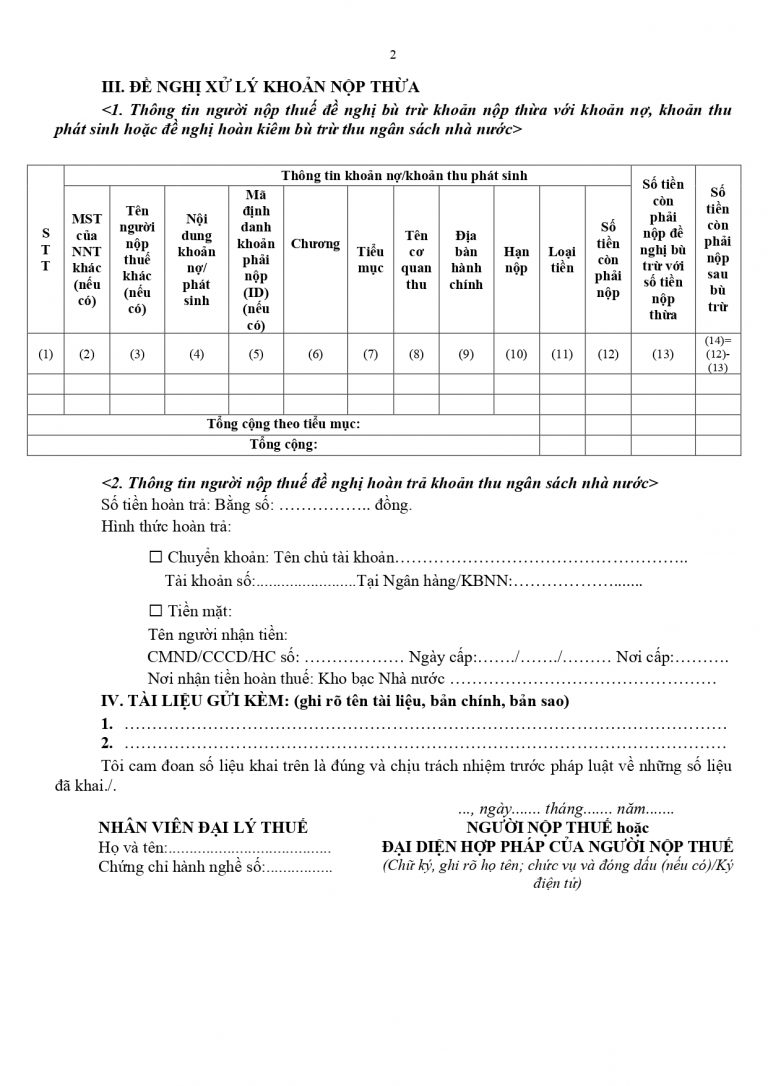 2
III. ĐỀ NGHỊ XỬ LÝ KHOẢN NỘP THỪA
<1. Thông tin người nộp thuế đề nghị bù trừ khoản nộp thừa với khoản nợ, khoản thu
phát sinh hoặc đề nghị hoàn kiêm bù trừ thu ngân sách nhà nước>
S
T
T
Thông tin khoản nợ/khoản thu phát sinh
MST
của
NNT
khác
(nếu
có)
Tên
người
nộp
thuế
khác
(nếu
có)
Nội
dung
khoản
nợ/
phát
sinh
Mã
định
danh
khoản
phải
nộp
(ID)
(nếu
có)
Chương
Tiểu
mục
Tên
cơ
quan
thu
Địa
bàn
hành
chính
Hạn
nộp
Loại
tiền
Số
tiền
còn
phải
nộp
Số tiền
còn
phải
nộp đề
nghị bù
trừ với
số tiền
nộp
thừa
Số
tiền
còn
phải
nộp
sau
bù
trừ
(1) (2) (3) (4) (5) (6) (7) (8) (9) (10) (11) (12) (13) (14)=
(12)-
(13)
Tổng cộng theo tiểu mục:
Tổng cộng:
<2. Thông tin người nộp thuế đề nghị hoàn trả khoản thu ngân sách nhà nước>
Số tiền hoàn trả: Bằng số: …………….. đồng.
Hình thức hoàn trả:
☐ Chuyển khoản: Tên chủ tài khoản……………………………………………..
Tài khoản số:........................Tại Ngân hàng/KBNN:……………….......
☐ Tiền mặt:
Tên người nhận tiền:
CMND/CCCD/HC số: ……………… Ngày cấp:……./……./……… Nơi cấp:……….
Nơi nhận tiền hoàn thuế: Kho bạc Nhà nước …………………………………………
IV. TÀI LIỆU GỬI KÈM: (ghi rõ tên tài liệu, bản chính, bản sao)
1. ………………………………………………………………………………………………
2. ………………………………………………………………………………………………
Tôi cam đoan số liệu khai trên là đúng và chịu trách nhiệm trước pháp luật về những số liệu
đã khai./.
..., ngày....... tháng....... năm.......
NHÂN VIÊN ĐẠI LÝ THUẾ
Họ và tên:........................................
Chứng chỉ hành nghề số:................
NGƯỜI NỘP THUẾ hoặc
ĐẠI DIỆN HỢP PHÁP CỦA NGƯỜI NỘP THUẾ
(Chữ ký, ghi rõ họ tên; chức vụ và đóng dấu (nếu có)/Ký
điện tử)